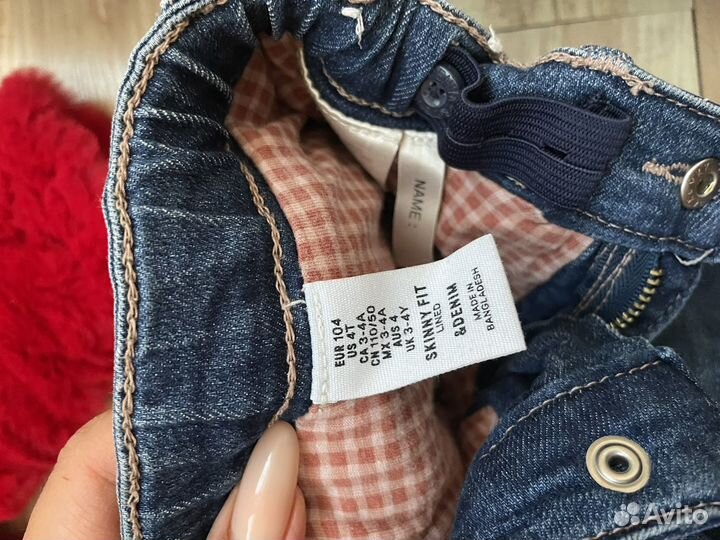 NAME:
EUR 104
US 4T
CA 3-4A
CN 110/50
MX 3-4A
AUS 4
UK 3-4Y
SKINNY FIT
LINED
&DENIM
MADE IN
BANGLADESH
Avito